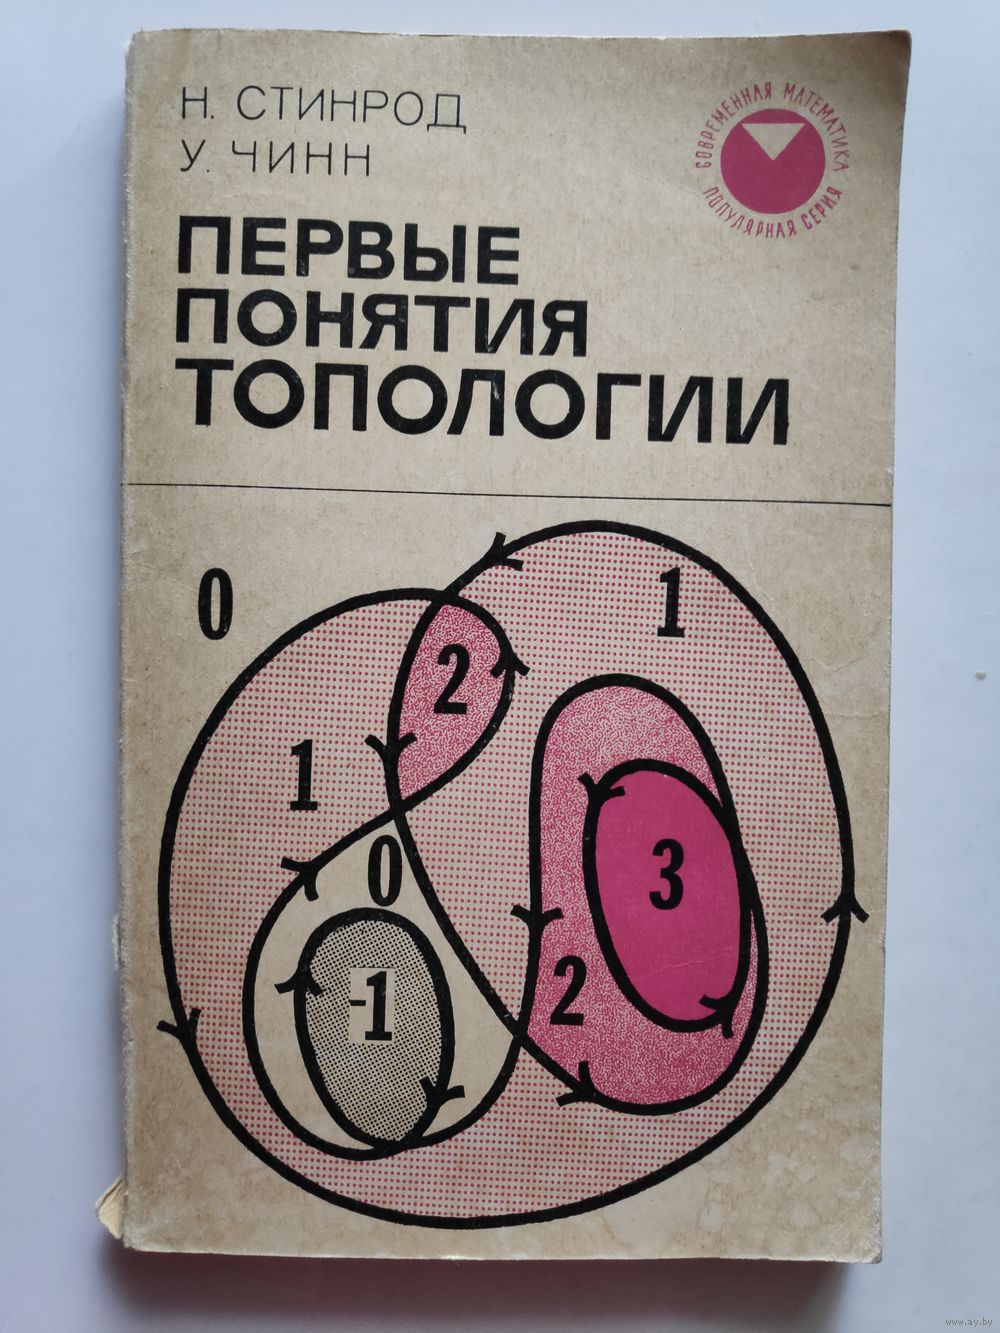 Н. СТИНРОД
У. ЧИНН
СОВРЕМЕННАЯ МАТЕМАТИКА
ПОПУЛЯРНАЯ СЕРИЯ
ПЕРВЫЕ
ПОНЯТИЯ
ТОПОЛОГИИ
0
1
2
1
0
3
2
-1
www.ay.by